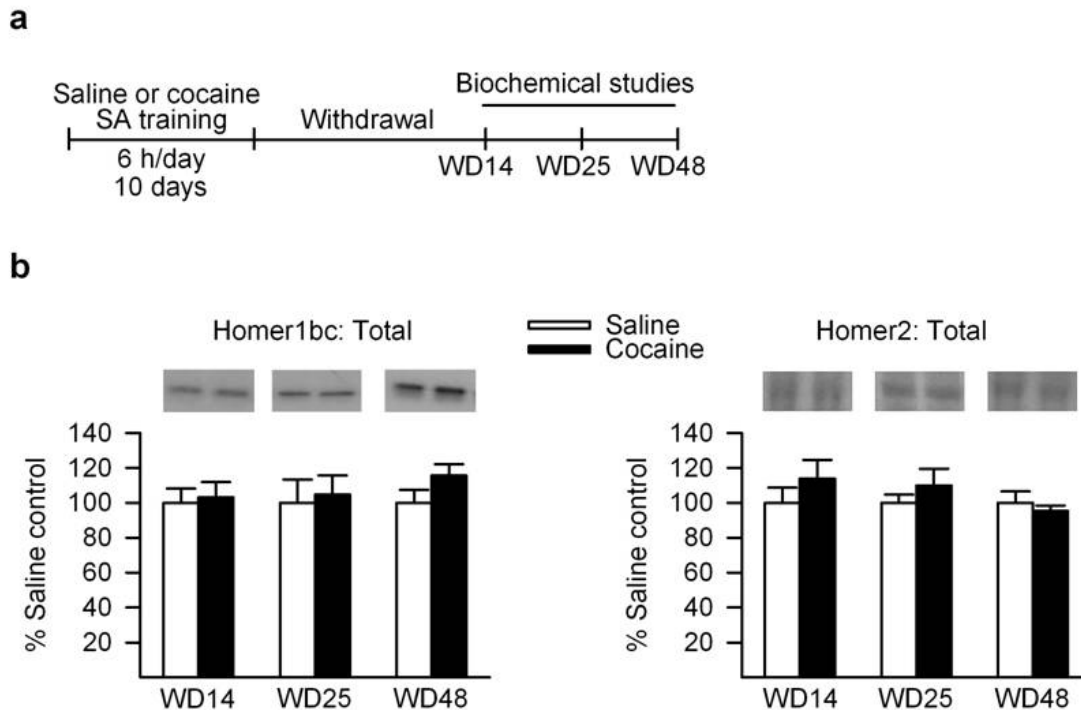 a
Saline or cocaine
SA training
6 h/day
10 days
Withdrawal
Biochemical studies
WD14 WD25 WD48
b
Homer1bc: Total
Saline
Cocaine
Homer2: Total
% Saline control
140
120
100
80
60
40
20
WD14 WD25 WD48
% Saline control
140
120
100
80
60
40
20
WD14 WD25 WD48